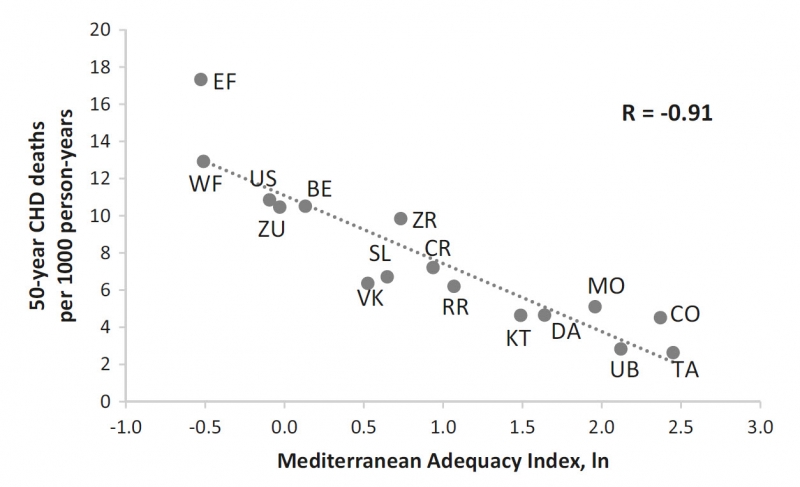 50-year CHD deaths
per 1000 person-years
20
18
16
14
12
10
8
6
4
2
0
EF
R = -0.91
WF
US
BE
ZU
ZR
SL
CR
VK
RR
MO
KT
DA
CO
UB
TA
-1.0 -0.5 0.0 0.5 1.0 1.5 2.0 2.5 3.0
Mediterranean Adequacy Index, ln